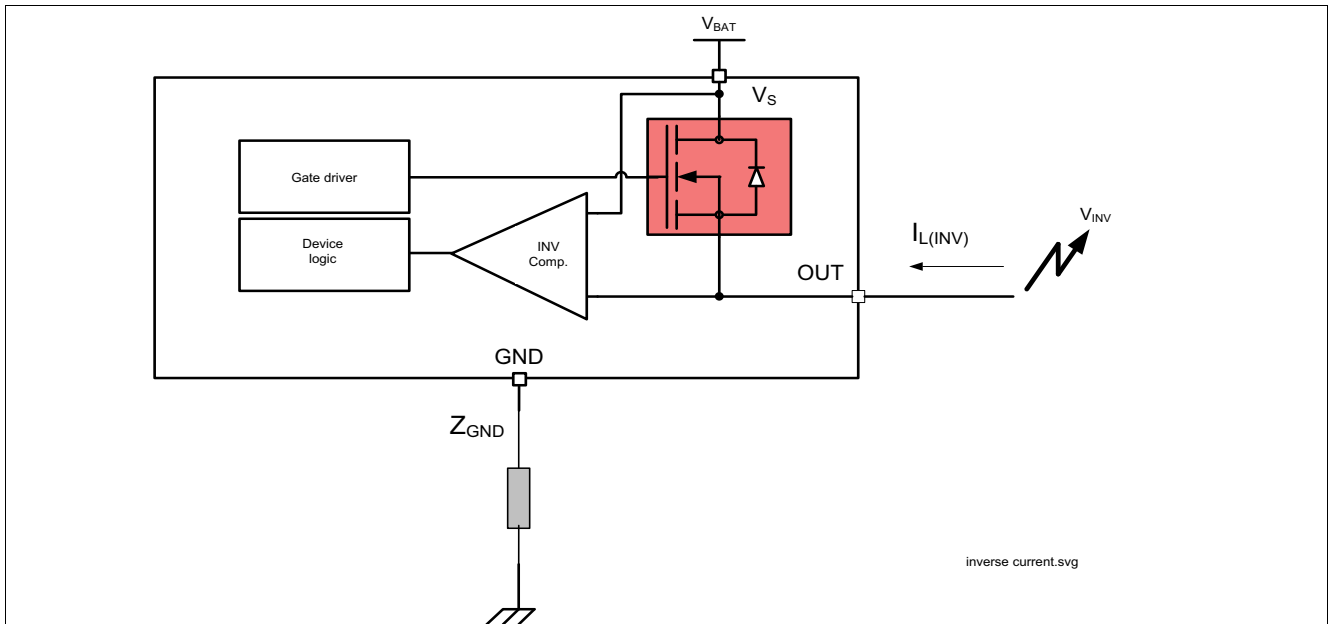 VBAT
VS
Gate driver
Device
logic
INV
Comp.
OUT
IL(INV)
VINV
GND
ZGND
inverse current.svg